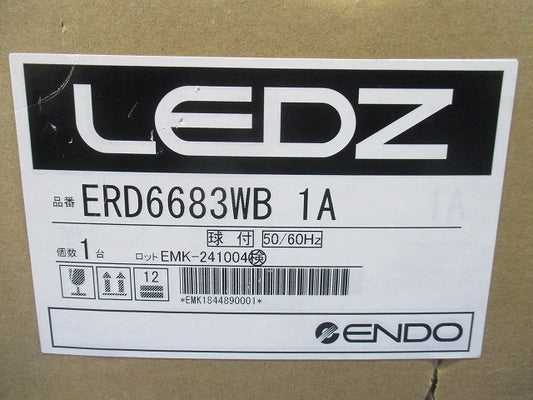 LEDZ
品番 ERD6683WB 1A
球付 50/60Hz
個数 1台 ロット EMK-241004 検
12
*EMK1844890001*
ENDO